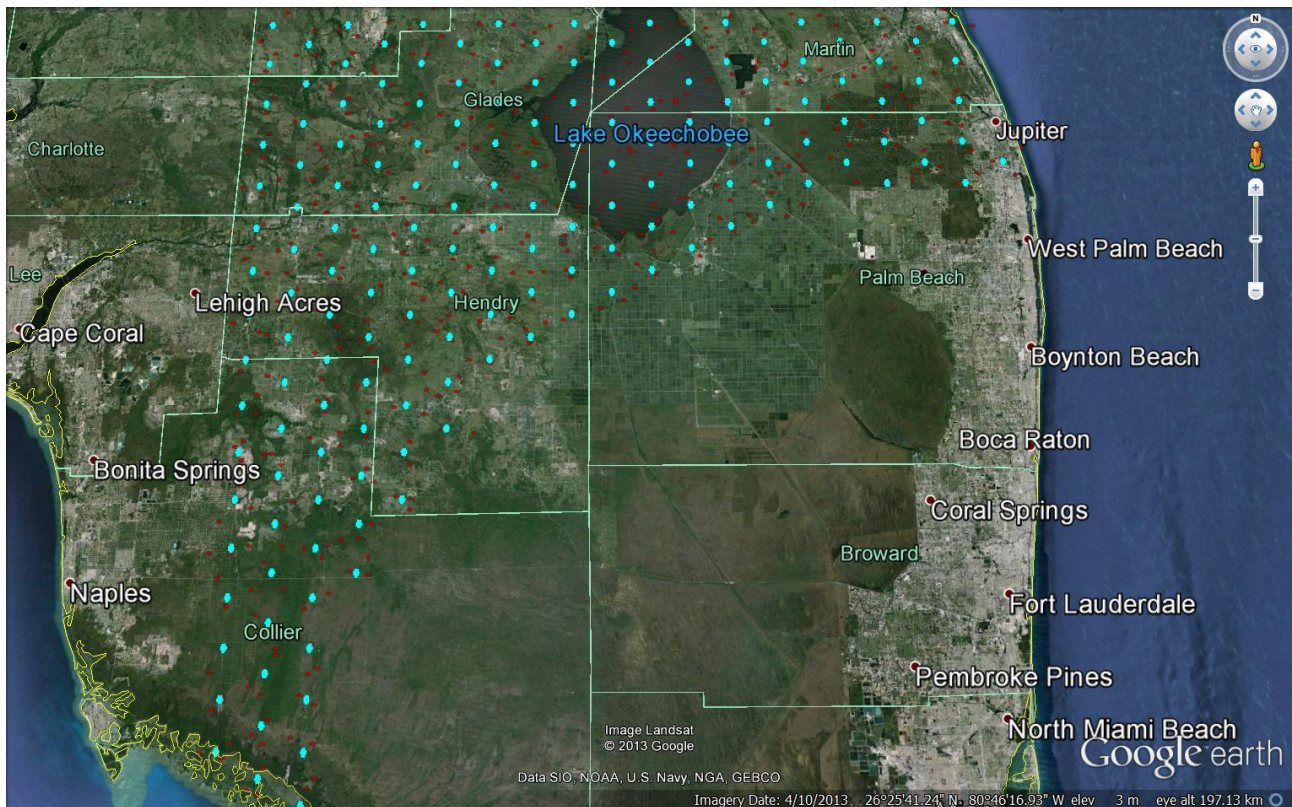 N
Martin
Glades
Lake Okeechobee
Jupiter
Charlotte
West Palm Beach
Lee
Palm Beach
Lehigh Acres
Hendry
Cape Coral
Boynton Beach
Boca Raton
Bonita Springs
Coral Springs
Broward
Naples
Fort Lauderdale
Collier
Pembroke Pines
North Miami Beach
Image Landsat
© 2013 Google
Google earth
Data SIO, NOAA, U.S. Navy, NGA, GEBCO
Imagery Date: 4/10/2013 26°25'41.24" N 80°46'16.93" W elev 3 m eye alt 197.13 km